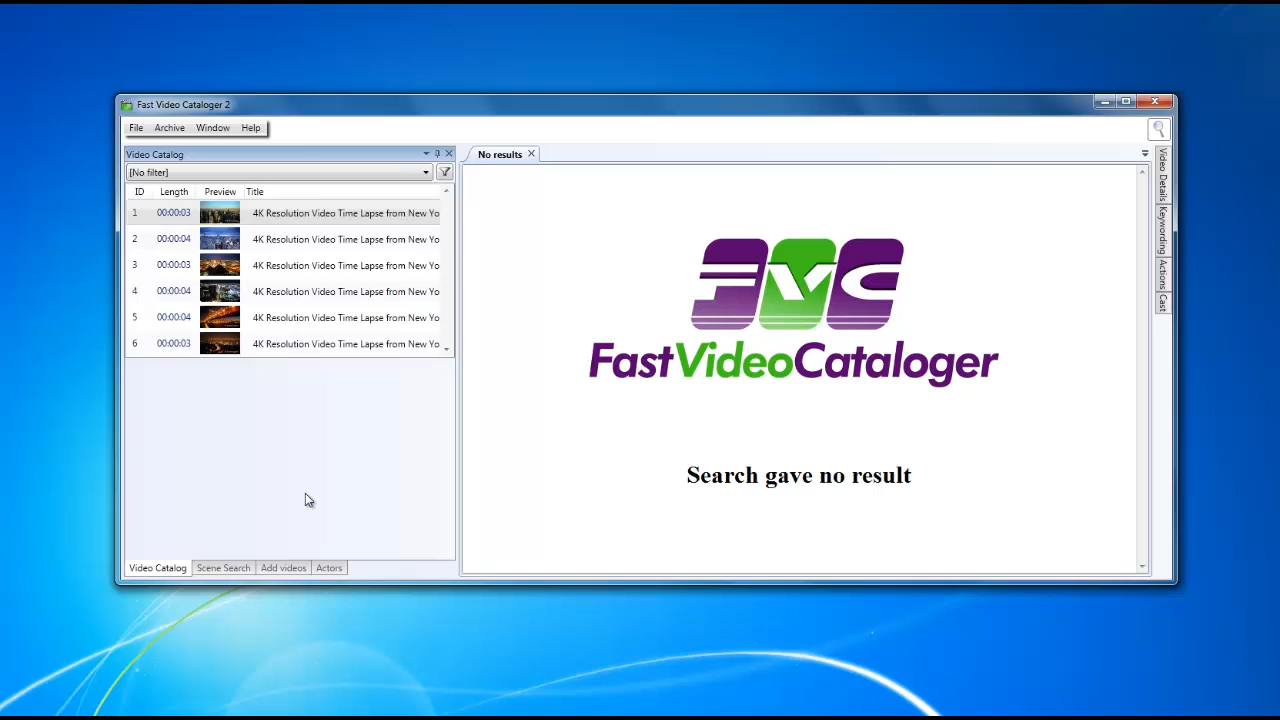 Fast Video Cataloger 2
File Archive Window Help
Video Catalog
[No filter]
ID Length Preview Title
1 00:00:03 4K Resolution Video Time Lapse from New Yo
2 00:00:04 4K Resolution Video Time Lapse from New Yo
3 00:00:03 4K Resolution Video Time Lapse from New Yo
4 00:00:04 4K Resolution Video Time Lapse from New Yo
5 00:00:04 4K Resolution Video Time Lapse from New Yo
6 00:00:03 4K Resolution Video Time Lapse from New Yo
Video Catalog Scene Search Add videos Actors
No results
FVC
FastVideoCataloger
Search gave no result
Video Details
Keywording
Actions
Cast